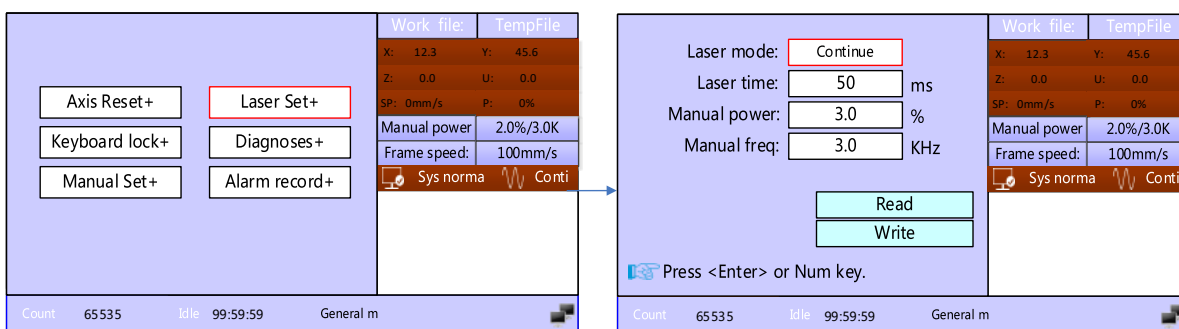 Work file: TempFile
X: 12.3 Y: 45.6
Z: 0.0 U: 0.0
SP: 0mm/s P: 0%
Manual power 2.0%/3.0K
Frame speed: 100mm/s
Sys norma Conti
Axis Reset+ Laser Set+
Keyboard lock+ Diagnoses+
Manual Set+ Alarm record+
Count 65535 Idle 99:59:59 General m
Work file: TempFile
X: 12.3 Y: 45.6
Z: 0.0 U: 0.0
SP: 0mm/s P: 0%
Manual power 2.0%/3.0K
Frame speed: 100mm/s
Sys norma Conti
Laser mode: Continue
Laser time: 50 ms
Manual power: 3.0 %
Manual freq: 3.0 KHz
Read
Write
Press <Enter> or Num key.
Count 65535 Idle 99:59:59 General m